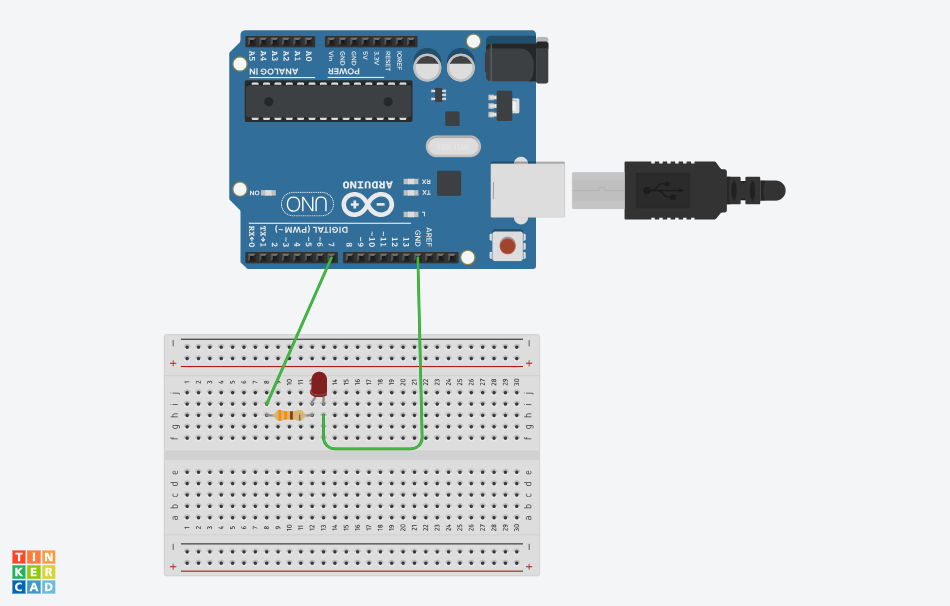 A5 A4 A3 A2 A1 A0 Vin GND GND 5V 3.3V RESET IOREF
ANALOG IN POWER
ON UNO ARDUINO RX
TX
L
DIGITAL (PWM~)
RX←0 TX→1 2 ~3 4 ~5 ~6 7 8 ~9 ~10 ~11 12 13 GND AREF
1 2 3 4 5 6 7 8 9 10 11 12 13 14 15 16 17 18 19 20 21 22 23 24 25 26 27 28 29 30
j j
i i
h h
g g
f f
e e
d d
c c
b b
a a
1 2 3 4 5 6 7 8 9 10 11 12 13 14 15 16 17 18 19 20 21 22 23 24 25 26 27 28 29 30
TIN
KER
CAD